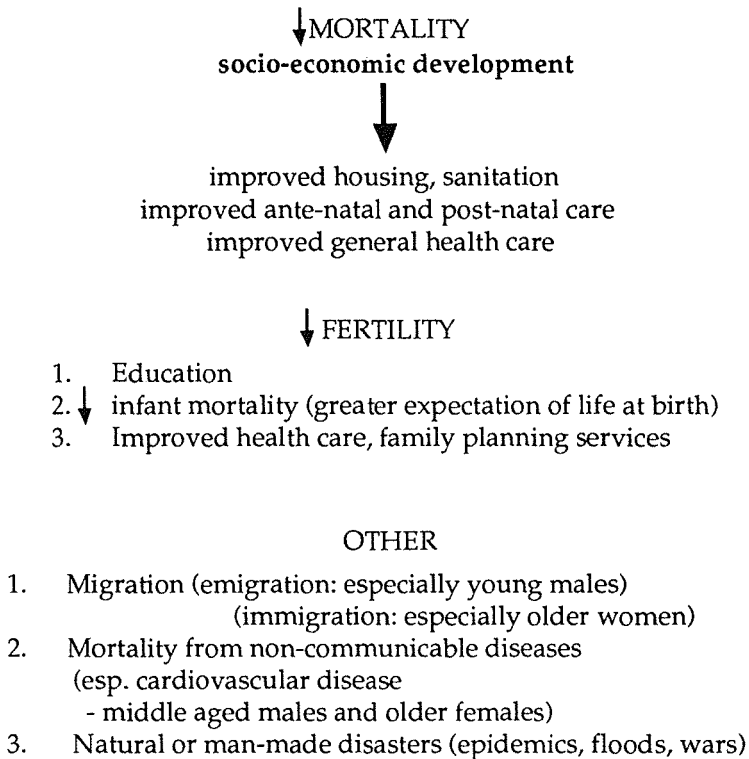 ↓MORTALITY
socio-economic development
improved housing, sanitation
improved ante-natal and post-natal care
improved general health care
↓ FERTILITY
1. Education
2. ↓ infant mortality (greater expectation of life at birth)
3. Improved health care, family planning services
OTHER
1. Migration (emigration: especially young males)
(immigration: especially older women)
2. Mortality from non-communicable diseases
(esp. cardiovascular disease
- middle aged males and older females)
3. Natural or man-made disasters (epidemics, floods, wars)